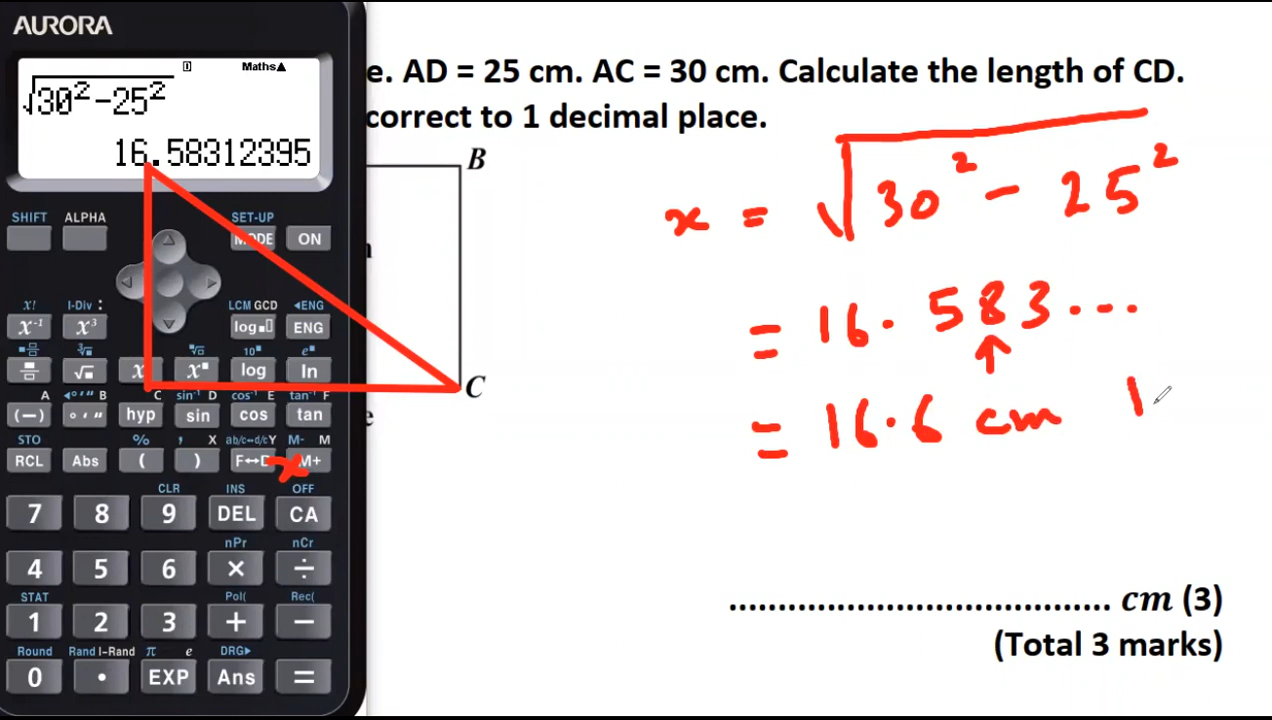 AURORA
Maths▲
√30²-25²
16.58312395
e. AD = 25 cm. AC = 30 cm. Calculate the length of CD.
correct to 1 decimal place.
B
x = √30² - 25²
= 16.583...
= 16.6 cm 1
C
x
SHIFT ALPHA SET-UP
MODE ON
x! I-Div : LCM GCD ◄ENG
x⁻¹ x³ log ENG
10
√ x log ln
A ◄° ′ ″ B C sin⁻¹ D cos⁻¹ E tan⁻¹ F
(−) ° ′ ″ hyp sin cos tan
STO % , X ab/c↔d/c Y M- M
RCL Abs ( ) F↔D M+
CLR INS OFF
7 8 9 DEL CA
nPr nCr
4 5 6 × ÷
STAT Pol( Rec(
1 2 3 + −
Round Rand I-Rand π e DRG►
0 • EXP Ans =
.......................................... cm (3)
(Total 3 marks)